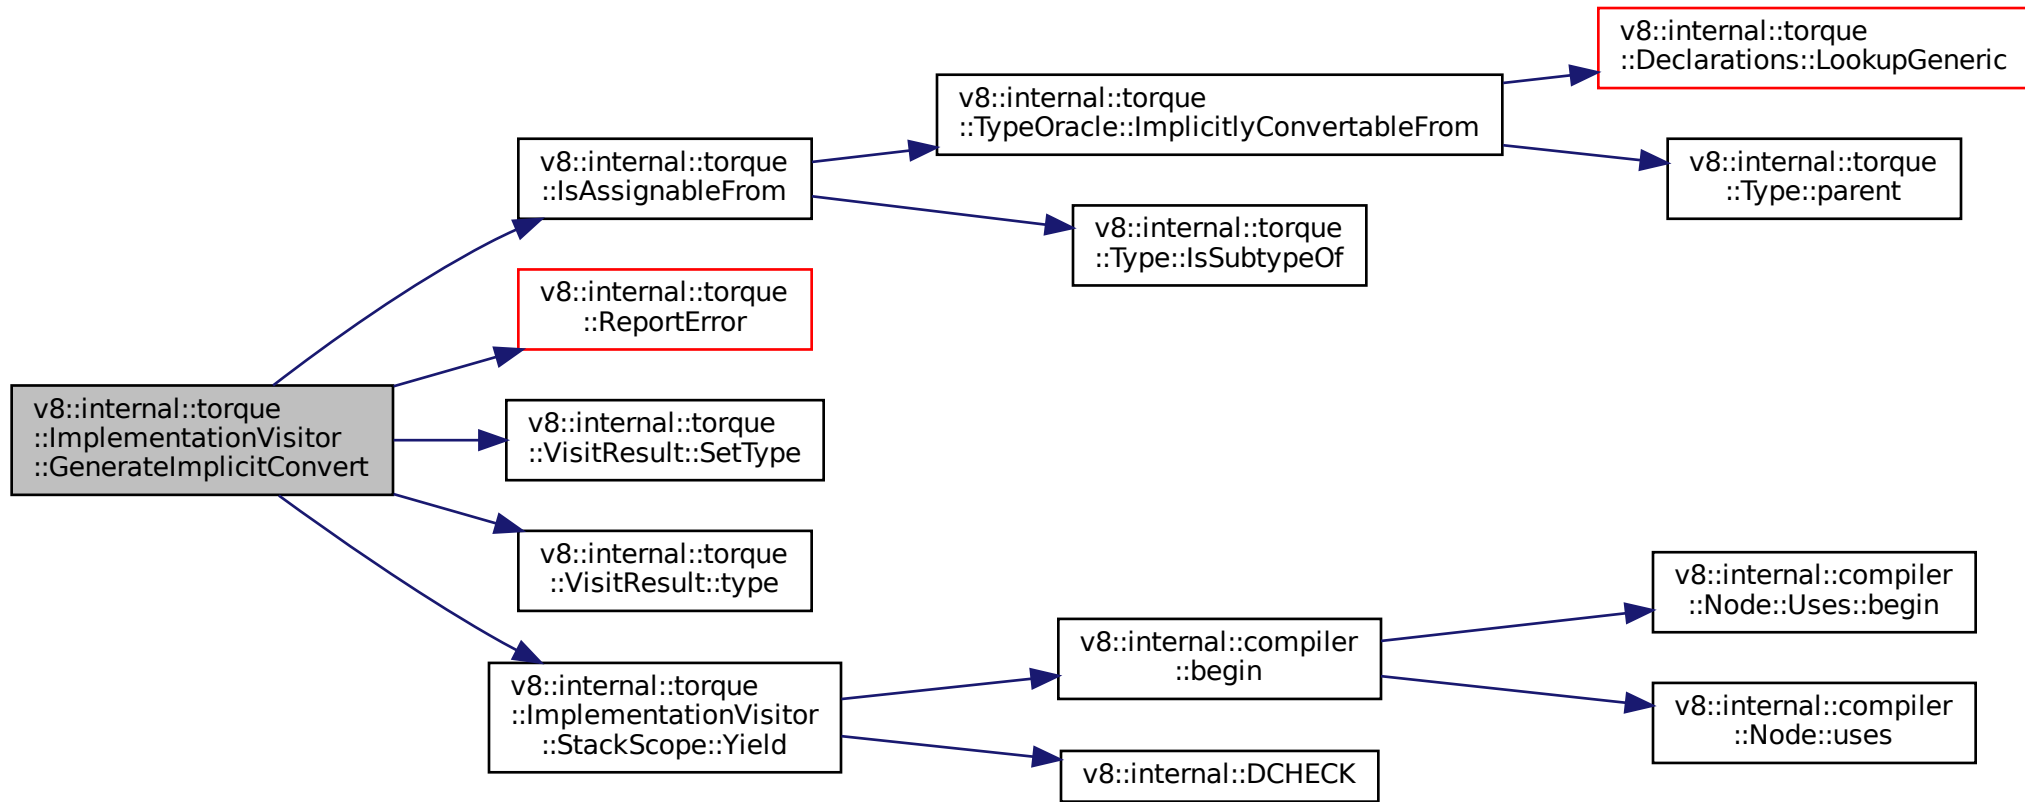 v8::internal::torque
::ImplementationVisitor
::GenerateImplicitConvert
v8::internal::torque
::IsAssignableFrom
v8::internal::torque
::TypeOracle::ImplicitlyConvertableFrom
v8::internal::torque
::Declarations::LookupGeneric
v8::internal::torque
::Type::parent
v8::internal::torque
::Type::IsSubtypeOf
v8::internal::torque
::ReportError
v8::internal::torque
::VisitResult::SetType
v8::internal::torque
::VisitResult::type
v8::internal::torque
::ImplementationVisitor
::StackScope::Yield
v8::internal::compiler
::begin
v8::internal::compiler
::Node::Uses::begin
v8::internal::compiler
::Node::uses
v8::internal::DCHECK